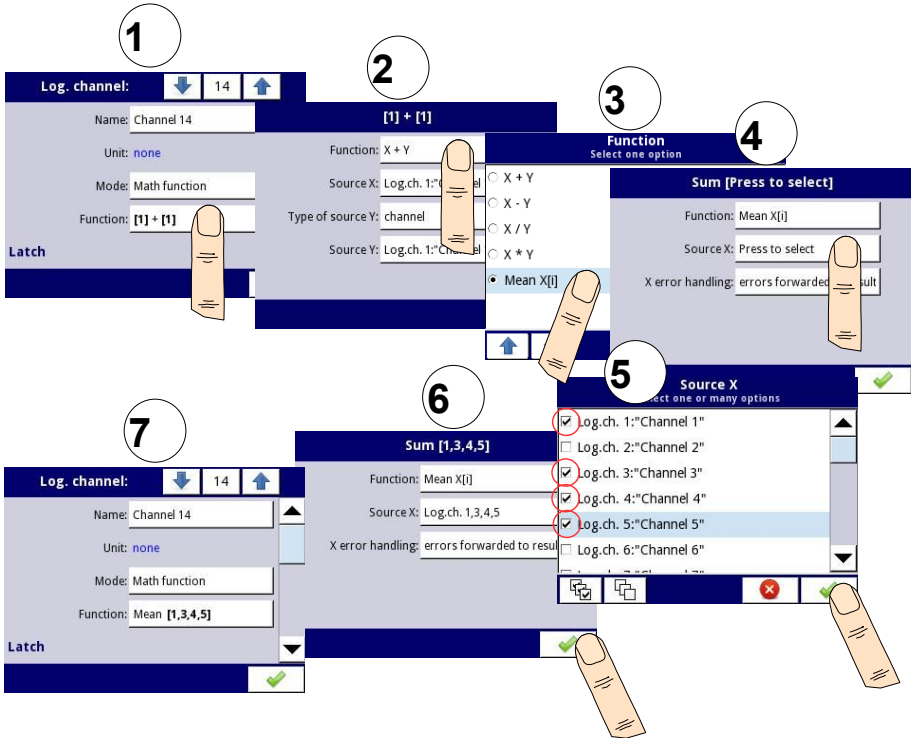 1
Log. channel:
14
Name: Channel 14
Unit: none
Mode: Math function
Function: [1] + [1]
Latch
2
[1] + [1]
Function: X + Y
Source X: Log.ch. 1:"
Type of source Y: channel
Source Y: Log.ch. 1:"
3
Function
Select one option
X + Y
X - Y
X / Y
X * Y
Mean X[i]
4
Sum [Press to select]
Function: Mean X[i]
Source X: Press to select
X error handling: errors forwarded
5
Source X
one or many options
Log.ch. 1:"Channel 1"
Log.ch. 2:"Channel 2"
Log.ch. 3:"Channel 3"
Log.ch. 4:"Channel 4"
Log.ch. 5:"Channel 5"
Log.ch. 6:"Channel 6"
6
Sum [1,3,4,5]
Function: Mean X[i]
Source X: Log.ch. 1,3,4,5
X error handling: errors forwarded to
7
Log. channel:
14
Name: Channel 14
Unit: none
Mode: Math function
Function: Mean [1,3,4,5]
Latch